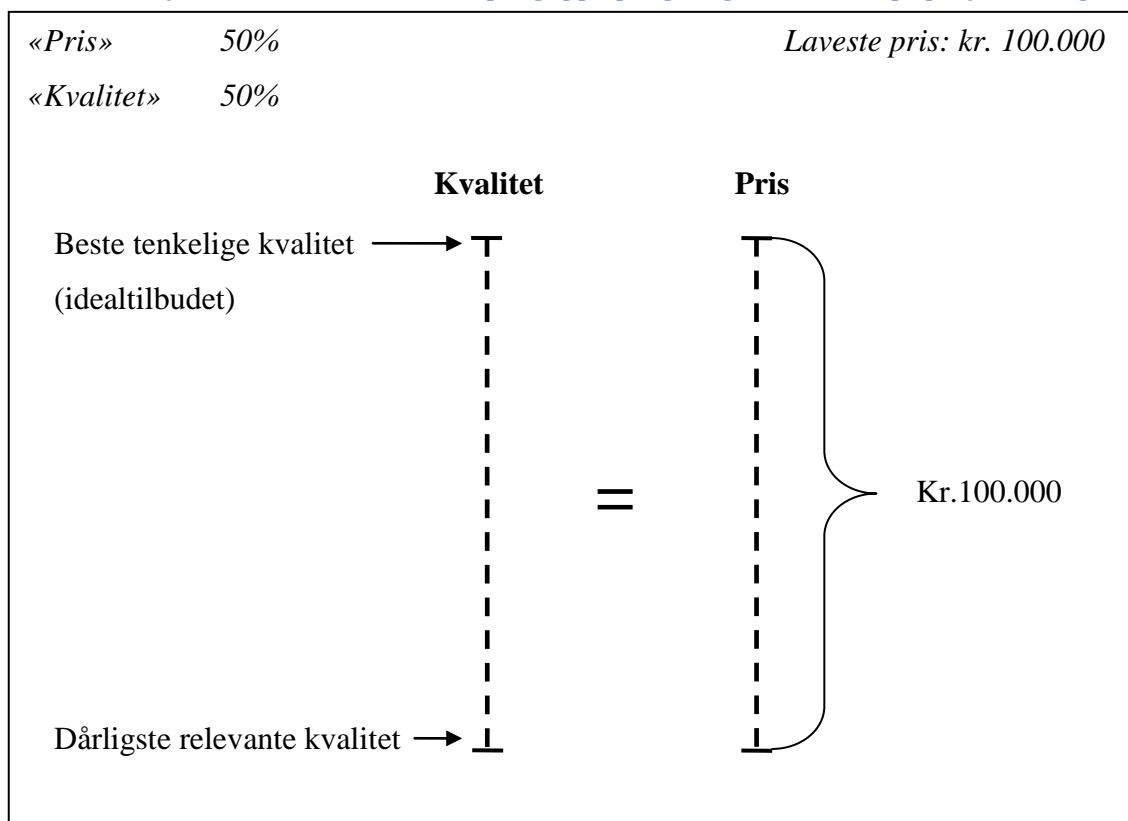 «Pris» 50% Laveste pris: kr. 100.000
«Kvalitet» 50%
Kvalitet Pris
Beste tenkelige kvalitet
(idealtilbudet)
= Kr.100.000
Dårligste relevante kvalitet